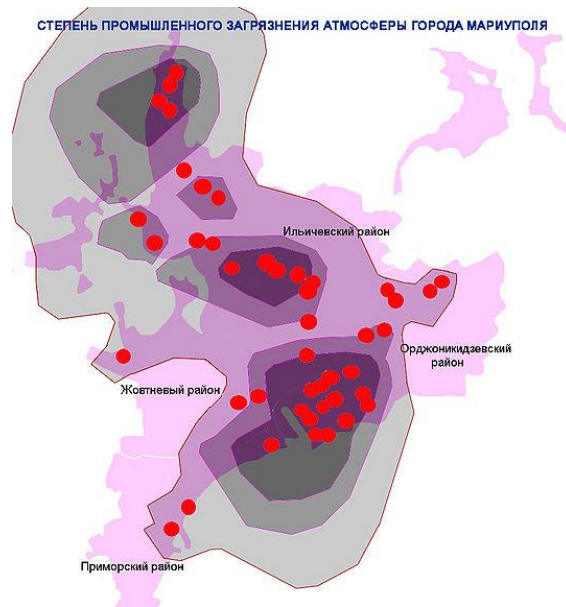 СТЕПЕНЬ ПРОМЫШЛЕННОГО ЗАГРЯЗНЕНИЯ АТМОСФЕРЫ ГОРОДА МАРИУПОЛЯ
Ильичевский район
Орджоникидзевский
район
Жовтневый район
Приморский район